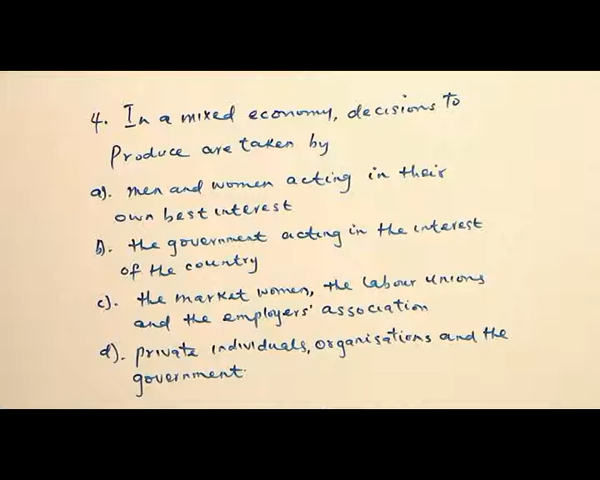 4. In a mixed economy, decisions to
Produce are taken by
a). men and women acting in their
own best interest
b). the government acting in the interest
of the country
c). the market women, the labour unions
and the employers' association
d). private individuals, organisations and the
government.